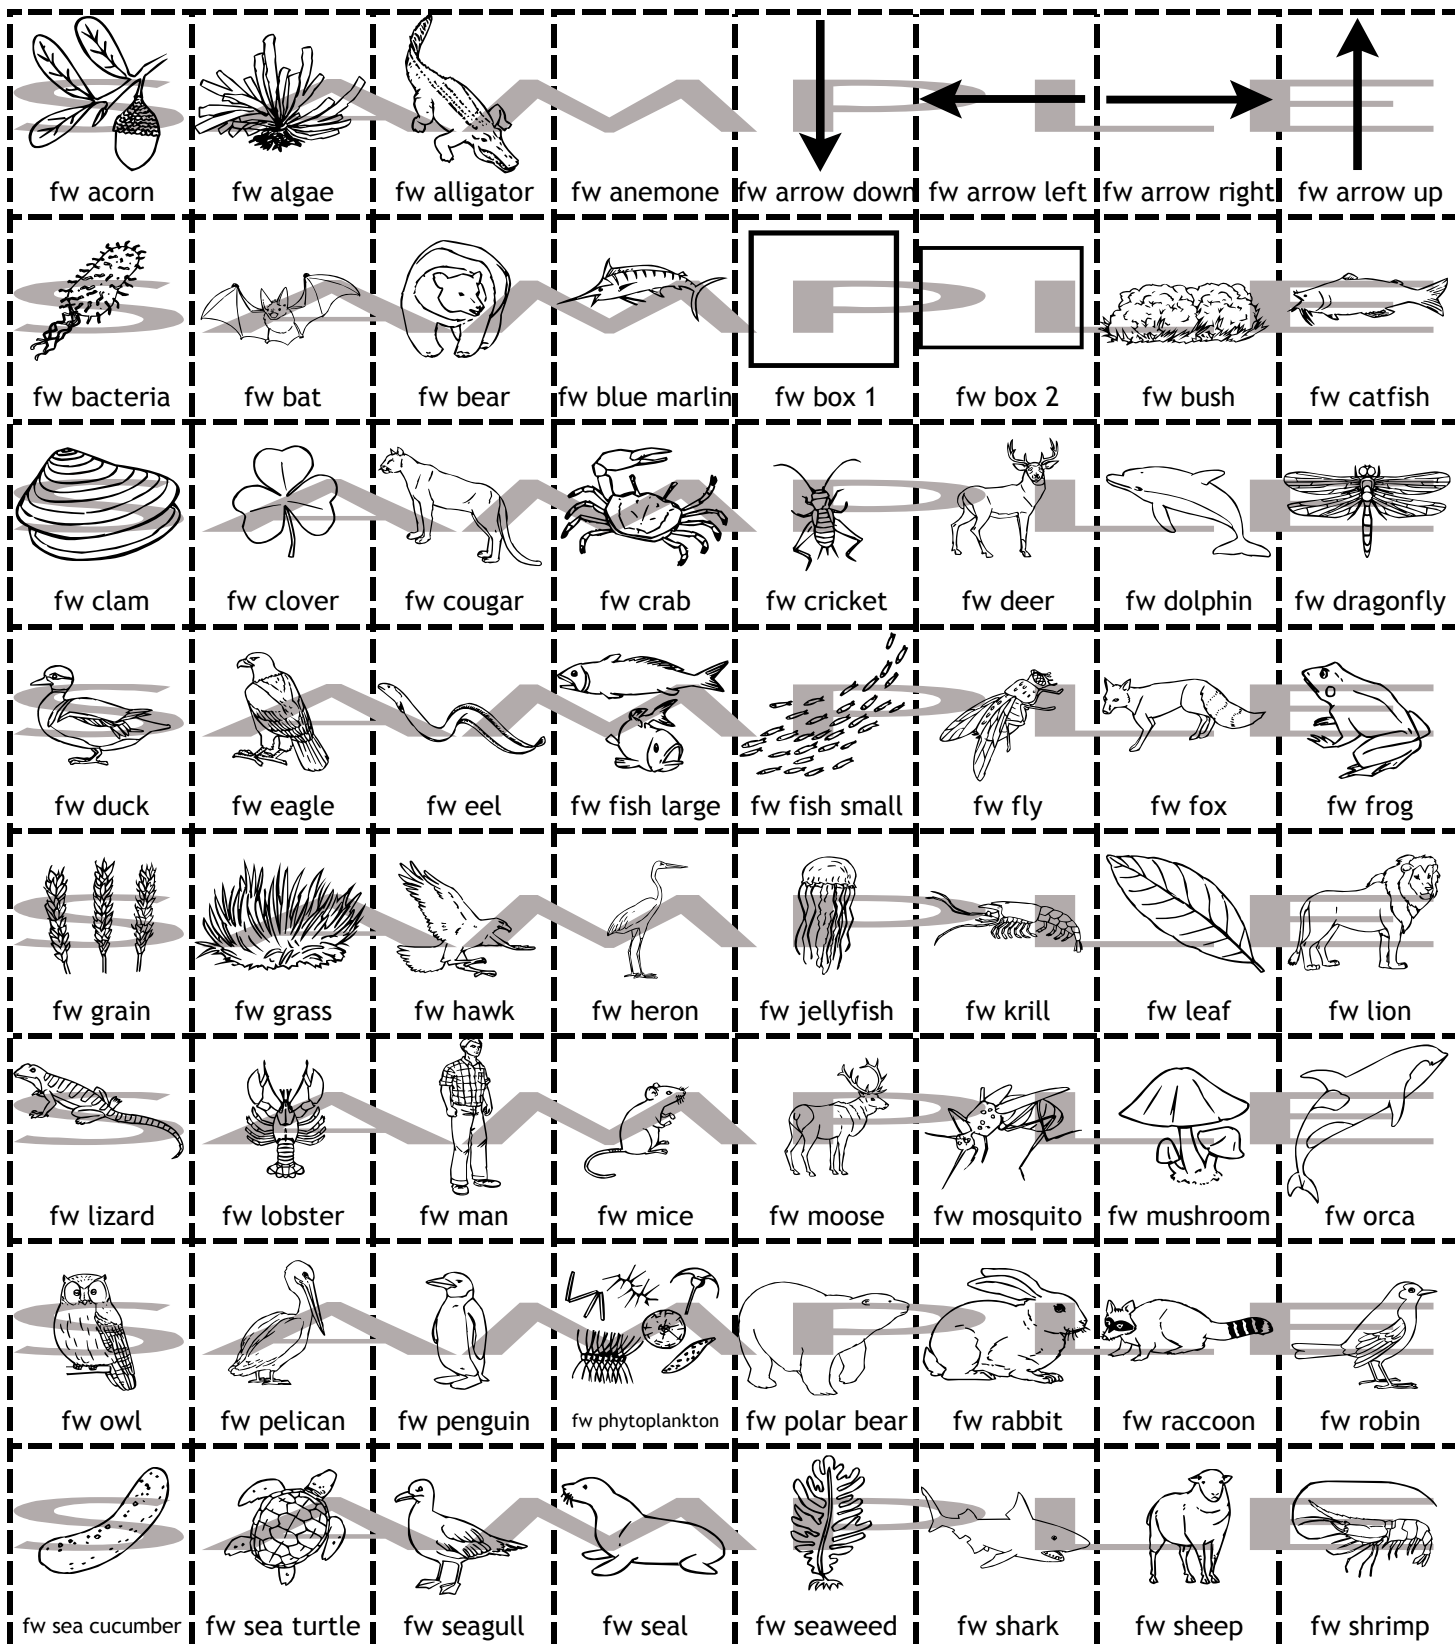 fw acorn fw algae fw alligator fw anemone fw arrow down fw arrow left fw arrow right fw arrow up
fw bacteria fw bat fw bear fw blue marlin fw box 1 fw box 2 fw bush fw catfish
fw clam fw clover fw cougar fw crab fw cricket fw deer fw dolphin fw dragonfly
fw duck fw eagle fw eel fw fish large fw fish small fw fly fw fox fw frog
fw grain fw grass fw hawk fw heron fw jellyfish fw krill fw leaf fw lion
fw lizard fw lobster fw man fw mice fw moose fw mosquito fw mushroom fw orca
fw owl fw pelican fw penguin fw phytoplankton fw polar bear fw rabbit fw raccoon fw robin
fw sea cucumber fw sea turtle fw seagull fw seal fw seaweed fw shark fw sheep fw shrimp
SAMPLE
SAMPLE
SAMPLE
SAMPLE
SAMPLE
SAMPLE
SAMPLE
SAMPLE